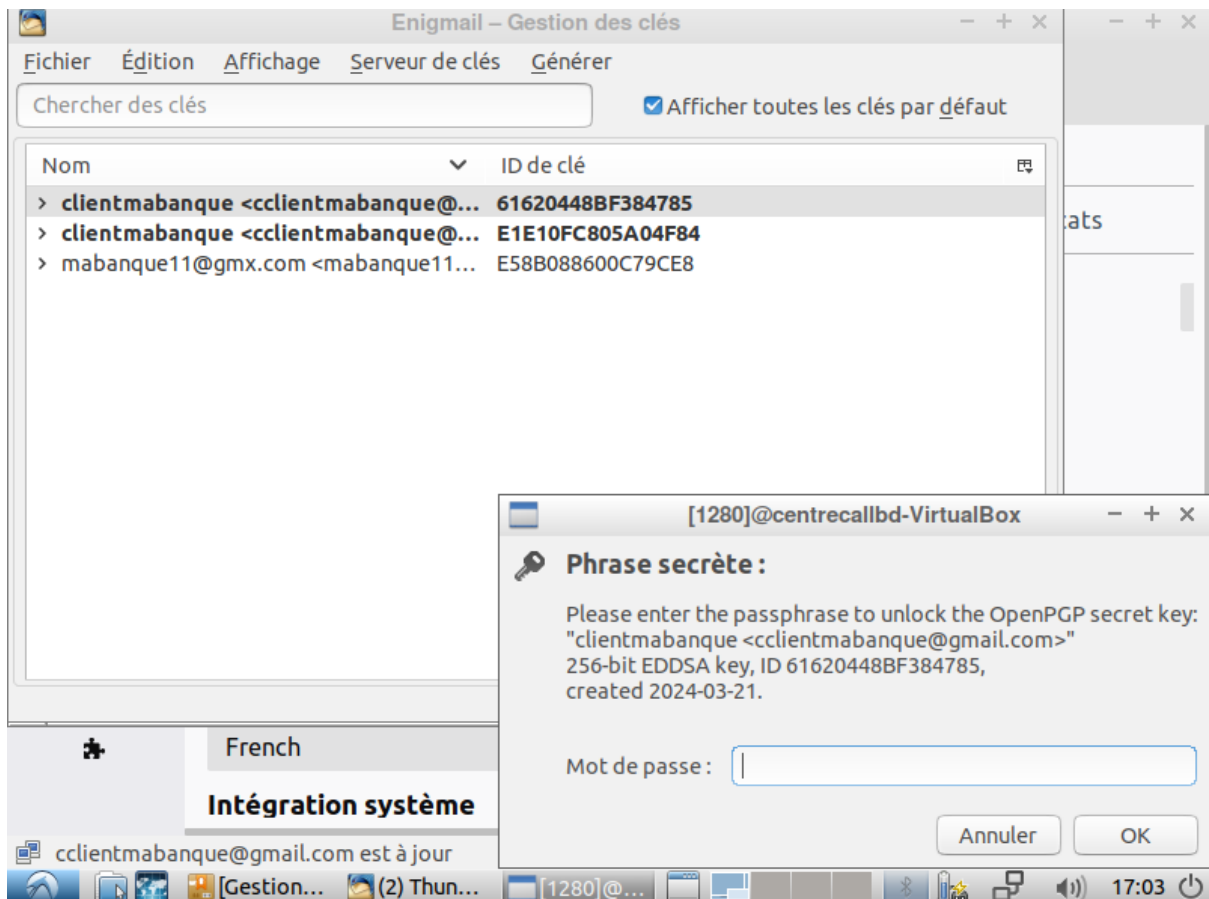 Enigmail – Gestion des clés
Fichier Édition Affichage Serveur de clés Générer
Chercher des clés
Afficher toutes les clés par défaut
Nom ID de clé
clientmabanque <cclientmabanque@... 61620448BF384785
clientmabanque <cclientmabanque@... E1E10FC805A04F84
mabanque11@gmx.com <mabanque11... E58B088600C79CE8
cats
[1280]@centrecallbd-VirtualBox
Phrase secrète :
Please enter the passphrase to unlock the OpenPGP secret key:
"clientmabanque <cclientmabanque@gmail.com>"
256-bit EDDSA key, ID 61620448BF384785,
created 2024-03-21.
Mot de passe :
Annuler OK
French
Intégration système
cclientmabanque@gmail.com est à jour
[Gestion... (2) Thun... [1280]@... 17:03